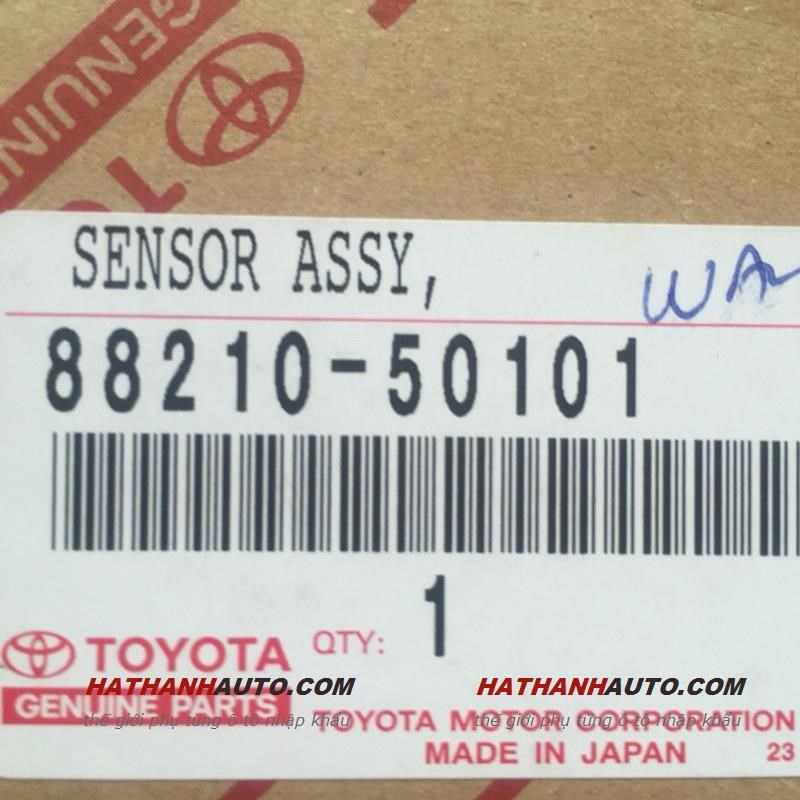 GENUINE
TO
SENSOR ASSY,
88210-50101
1
TOYOTA QTY:
GENUINE PARTS
HATHANHAUTO.COM HATHANHAUTO.COM
thế giới phụ tùng ô tô nhập khẩu thế giới phụ tùng ô tô nhập khẩu
TOYOTA MOTOR CORPORATION
MADE IN JAPAN 23